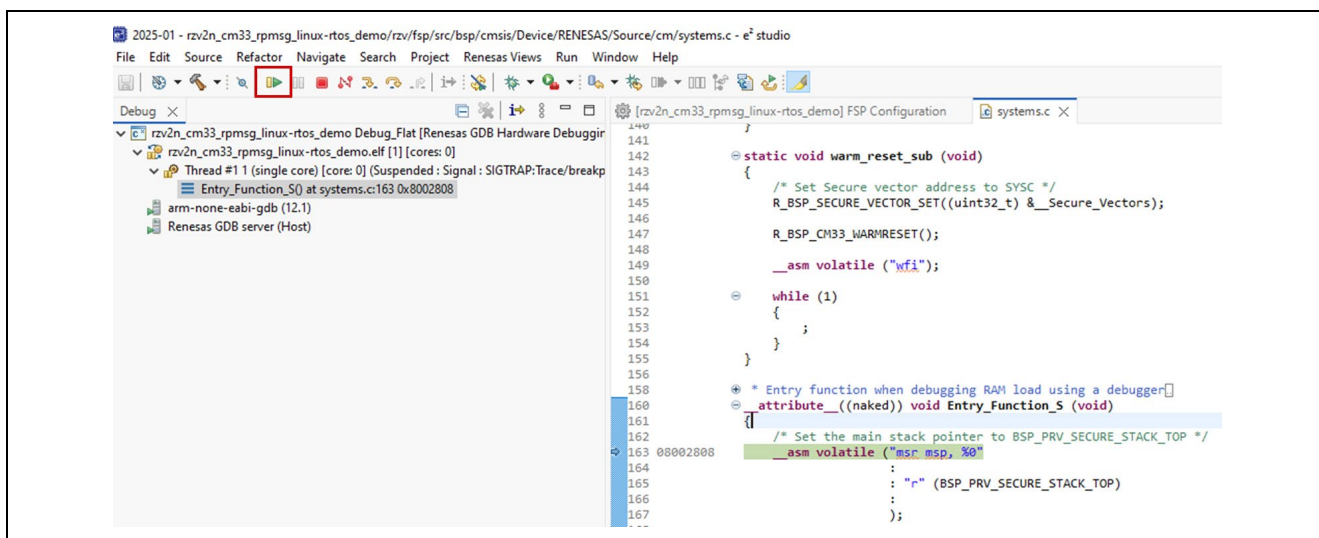 2025-01 - rzv2n_cm33_rpmsg_linux-rtos_demo/rzv/fsp/src/bsp/cmsis/Device/RENESAS/Source/cm/systems.c - e² studio
File Edit Source Refactor Navigate Search Project Renesas Views Run Window Help
Debug
rzv2n_cm33_rpmsg_linux-rtos_demo Debug_Flat [Renesas GDB Hardware Debuggin
rzv2n_cm33_rpmsg_linux-rtos_demo.elf [1] [cores: 0]
Thread #1 1 (single core) [core: 0] (Suspended : Signal : SIGTRAP:Trace/breakp
Entry_Function_S() at systems.c:163 0x8002808
arm-none-eabi-gdb (12.1)
Renesas GDB server (Host)
[rzv2n_cm33_rpmsg_linux-rtos_demo] FSP Configuration
systems.c
140 }
141
142 static void warm_reset_sub (void)
143 {
144 /* Set Secure vector address to SYSC */
145 R_BSP_SECURE_VECTOR_SET((uint32_t) &__Secure_Vectors);
146
147 R_BSP_CM33_WARMRESET();
148
149 __asm volatile ("wfi");
150
151 while (1)
152 {
153 ;
154 }
155 }
156
158 * Entry function when debugging RAM load using a debugger
160 __attribute__((naked)) void Entry_Function_S (void)
161 {
162 /* Set the main stack pointer to BSP_PRV_SECURE_STACK_TOP */
163 08002808 __asm volatile ("msr msp, %0"
164 :
165 : "r" (BSP_PRV_SECURE_STACK_TOP)
166 :
167 );